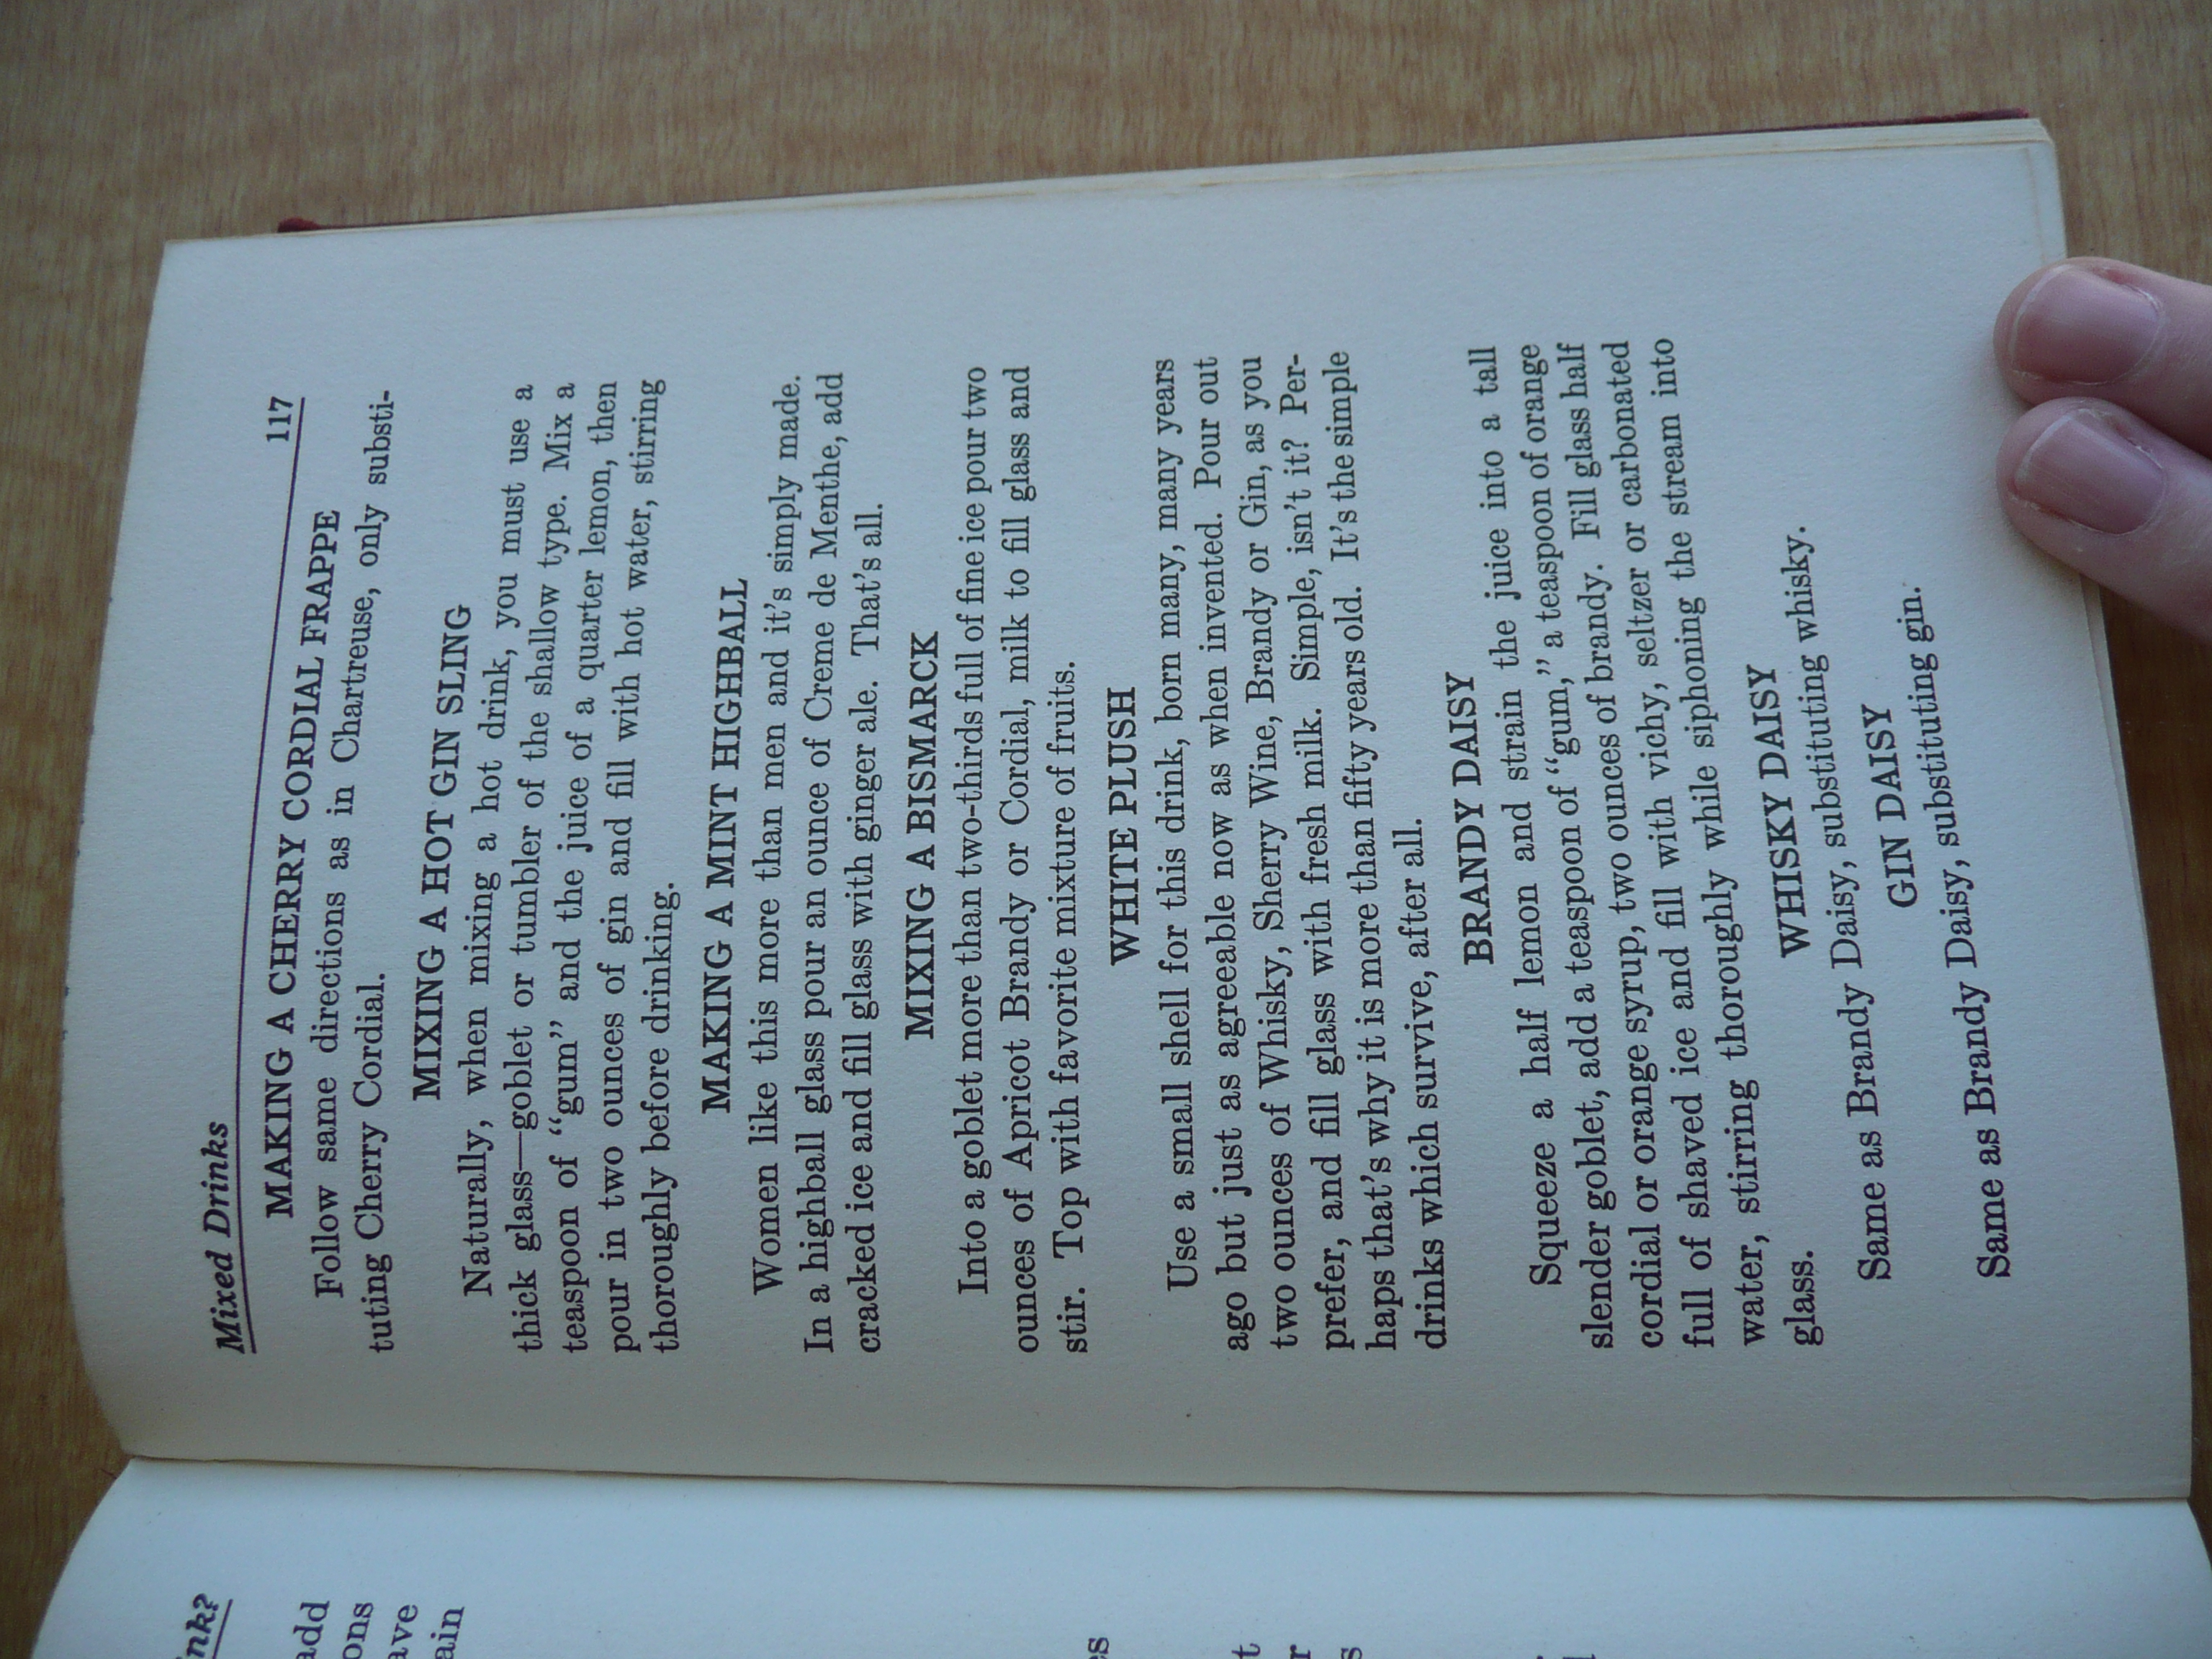 Mixed Drinks 117
MAKING A CHERRY CORDIAL FRAPPE
Follow same directions as in Chartreuse, only substi-
tuting Cherry Cordial.
MIXING A HOT GIN SLING
Naturally, when mixing a hot drink, you must use a
thick glass—goblet or tumbler of the shallow type. Mix a
teaspoon of "gum" and the juice of a quarter lemon, then
pour in two ounces of gin and fill with hot water, stirring
thoroughly before drinking.
MAKING A MINT HIGHBALL
Women like this more than men and it's simply made.
In a highball glass pour an ounce of Creme de Menthe, add
cracked ice and fill glass with ginger ale. That's all.
MIXING A BISMARCK
Into a goblet more than two-thirds full of fine ice pour two
ounces of Apricot Brandy or Cordial, milk to fill glass and
stir. Top with favorite mixture of fruits.
WHITE PLUSH
Use a small shell for this drink, born many, many years
ago but just as agreeable now as when invented. Pour out
two ounces of Whisky, Sherry Wine, Brandy or Gin, as you
prefer, and fill glass with fresh milk. Simple, isn't it? Per-
haps that's why it is more than fifty years old. It's the simple
drinks which survive, after all.
BRANDY DAISY
Squeeze a half lemon and strain the juice into a tall
slender goblet, add a teaspoon of "gum," a teaspoon of orange
cordial or orange syrup, two ounces of brandy. Fill glass half
full of shaved ice and fill with vichy, seltzer or carbonated
water, stirring thoroughly while siphoning the stream into
glass.
WHISKY DAISY
Same as Brandy Daisy, substituting whisky.
GIN DAISY
Same as Brandy Daisy, substituting gin.